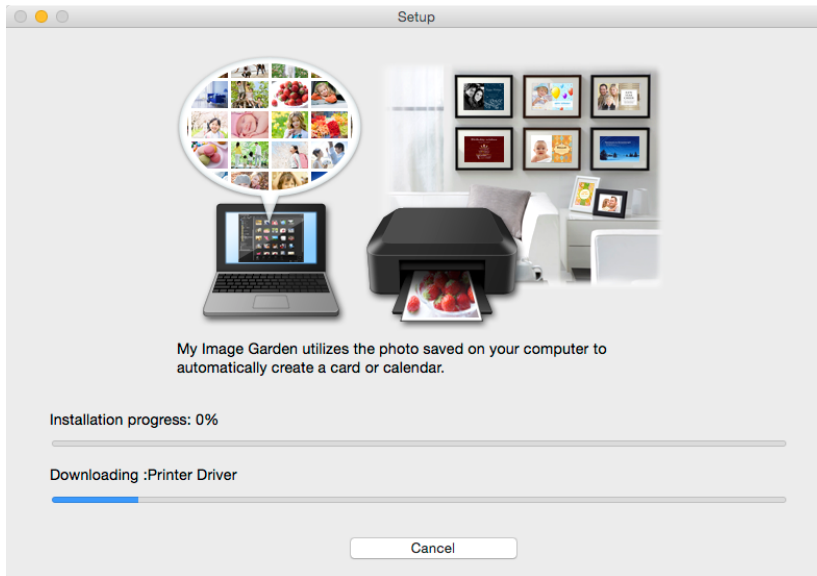 Setup
My Image Garden utilizes the photo saved on your computer to
automatically create a card or calendar.
Installation progress: 0%
Downloading :Printer Driver
Cancel